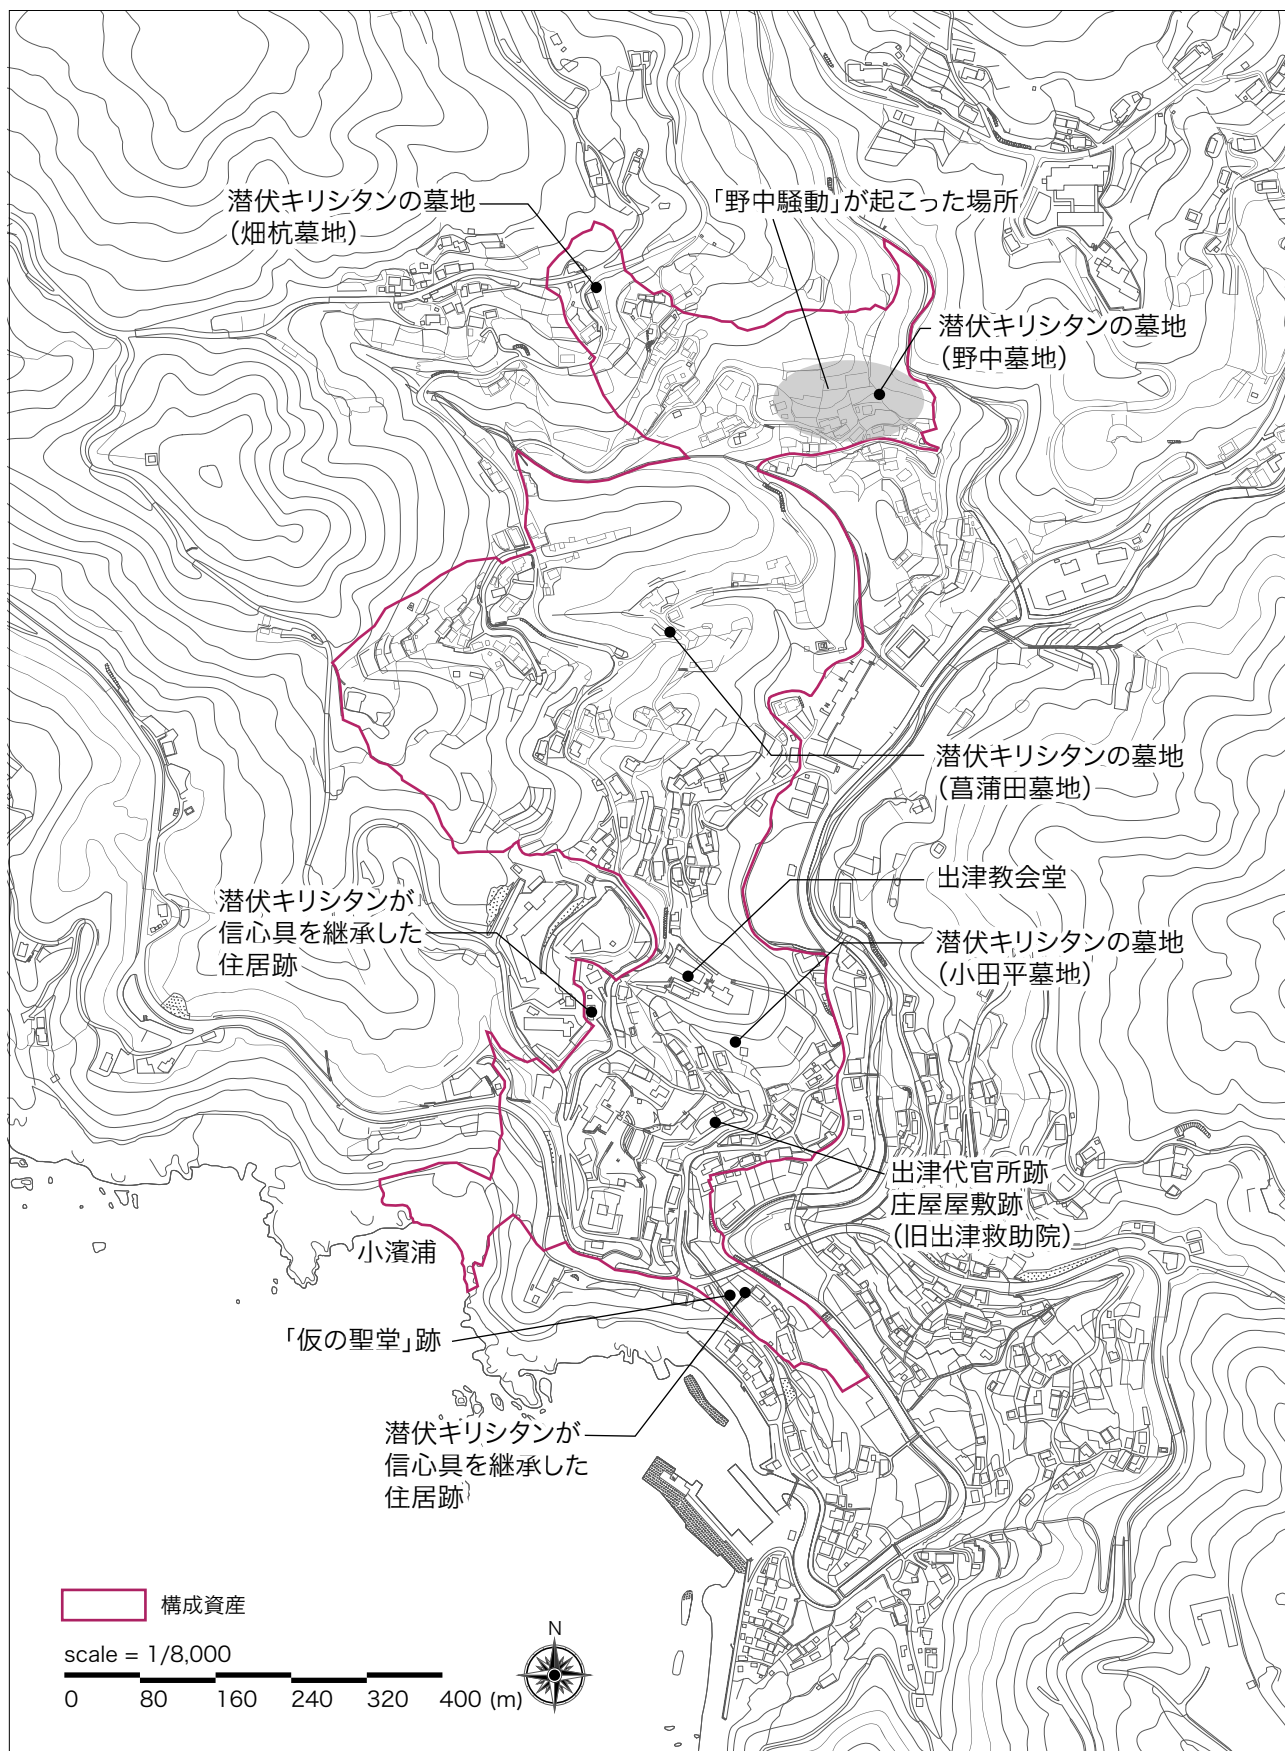 潜伏キリシタンの墓地
（畑杭墓地）
「野中騒動」が起こった場所
潜伏キリシタンの墓地
（野中墓地）
潜伏キリシタンの墓地
（菖蒲田墓地）
出津教会堂
潜伏キリシタンが
信心具を継承した
住居跡
潜伏キリシタンの墓地
（小田平墓地）
出津代官所跡
庄屋屋敷跡
（旧出津救助院）
小濱浦
「仮の聖堂」跡
潜伏キリシタンが
信心具を継承した
住居跡
構成資産
scale = 1/8,000
0 80 160 240 320 400 (m)
N